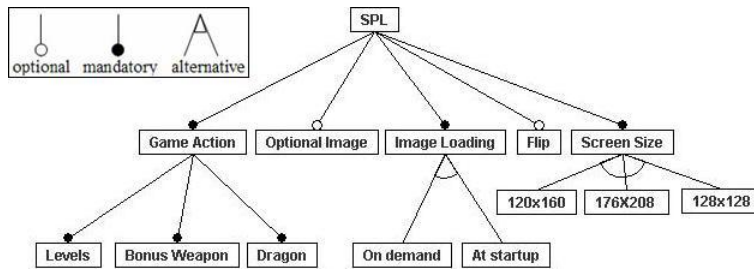 SPL
optional mandatory alternative
Game Action Optional Image Image Loading Flip Screen Size
120x160 176X208 128x128
Levels Bonus Weapon Dragon On demand At startup